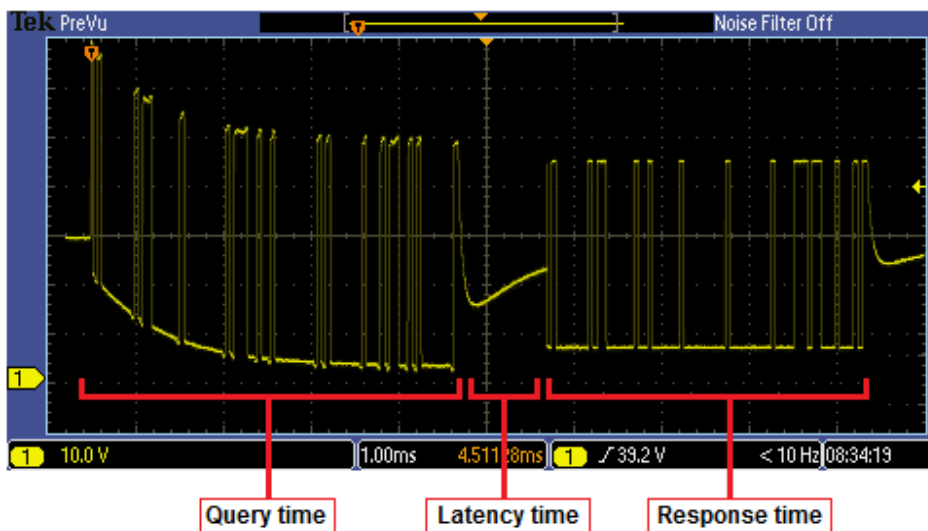 Tek PreVu Noise Filter Off
T
T
1
1 10.0 V 1.00ms 4.51128ms 1 39.2 V < 10 Hz 08:34:19
Query time Latency time Response time